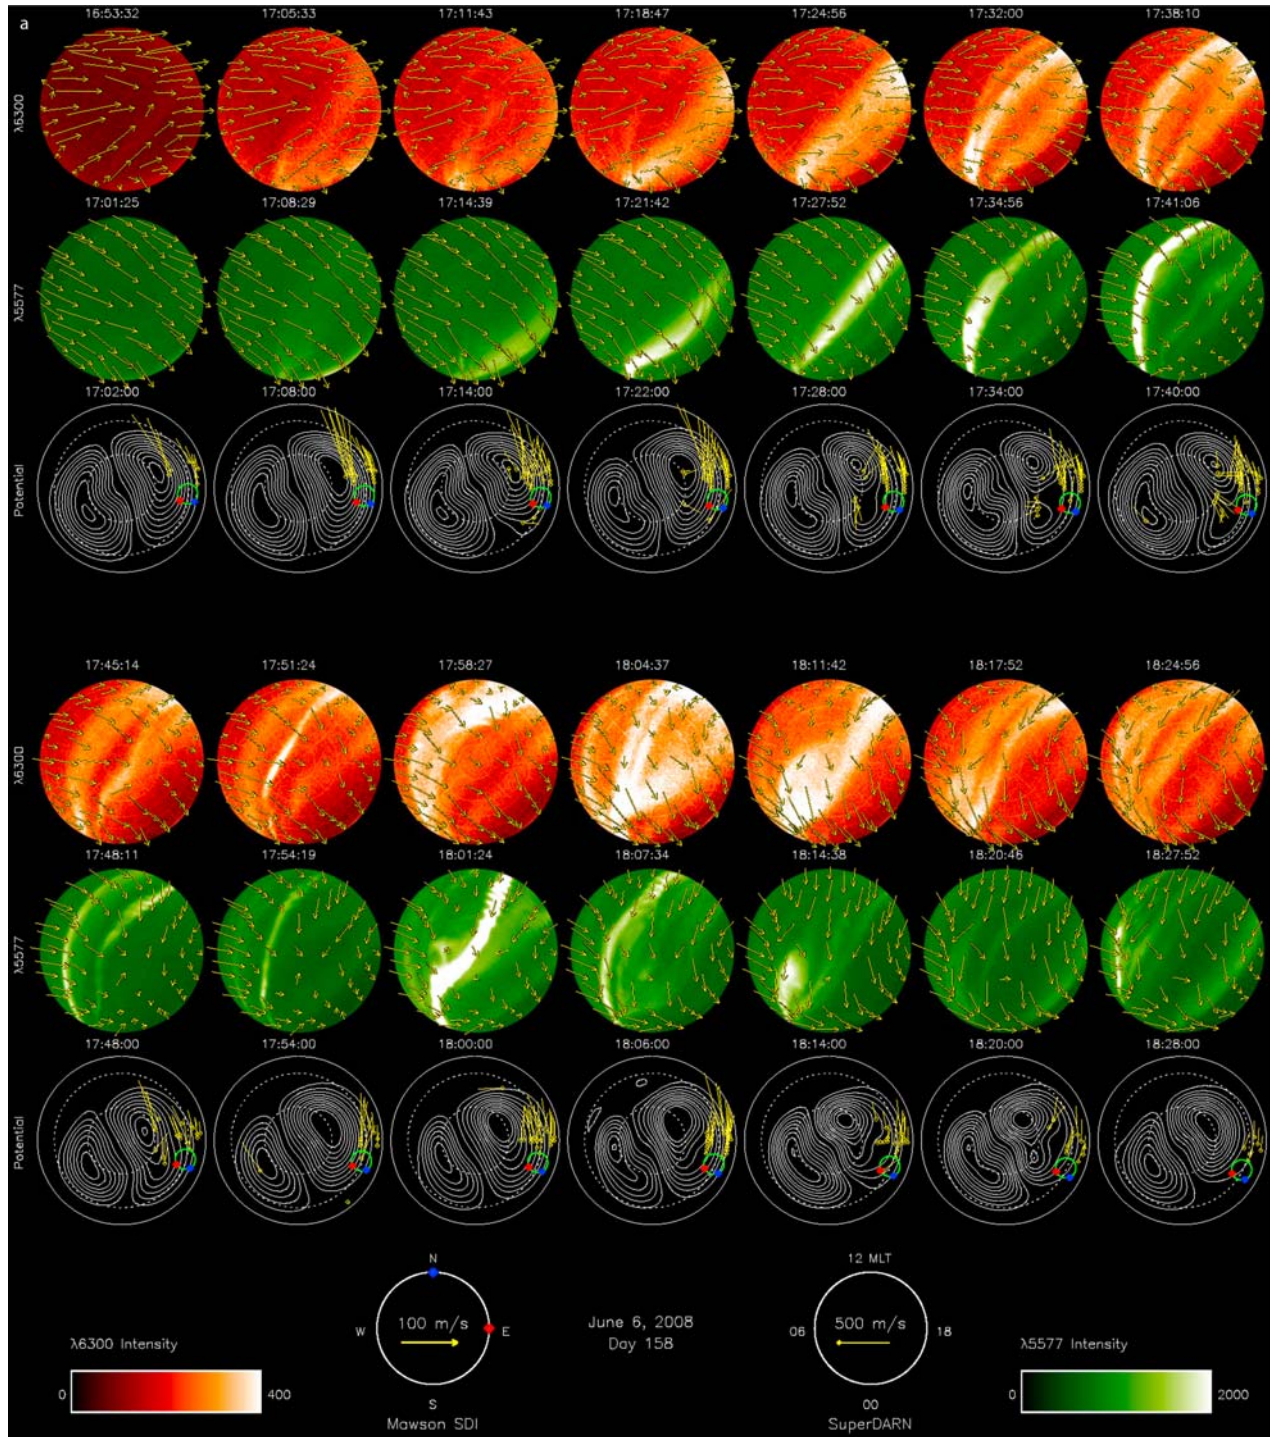 a
16:53:32 17:05:33 17:11:43 17:18:47 17:24:56 17:32:00 17:38:10
λ6300
17:01:25 17:08:29 17:14:39 17:21:42 17:27:52 17:34:56 17:41:06
λ5577
17:02:00 17:08:00 17:14:00 17:22:00 17:28:00 17:34:00 17:40:00
Potential
17:45:14 17:51:24 17:58:27 18:04:37 18:11:42 18:17:52 18:24:56
λ6300
17:48:11 17:54:19 18:01:24 18:07:34 18:14:38 18:20:46 18:27:52
λ5577
17:48:00 17:54:00 18:00:00 18:06:00 18:14:00 18:20:00 18:28:00
Potential
N
12 MLT
W 100 m/s E
June 6, 2008
Day 158
06 500 m/s 18
λ6300 Intensity
λ5577 Intensity
0 400
0 2000
S
00
Mawson SDI
SuperDARN